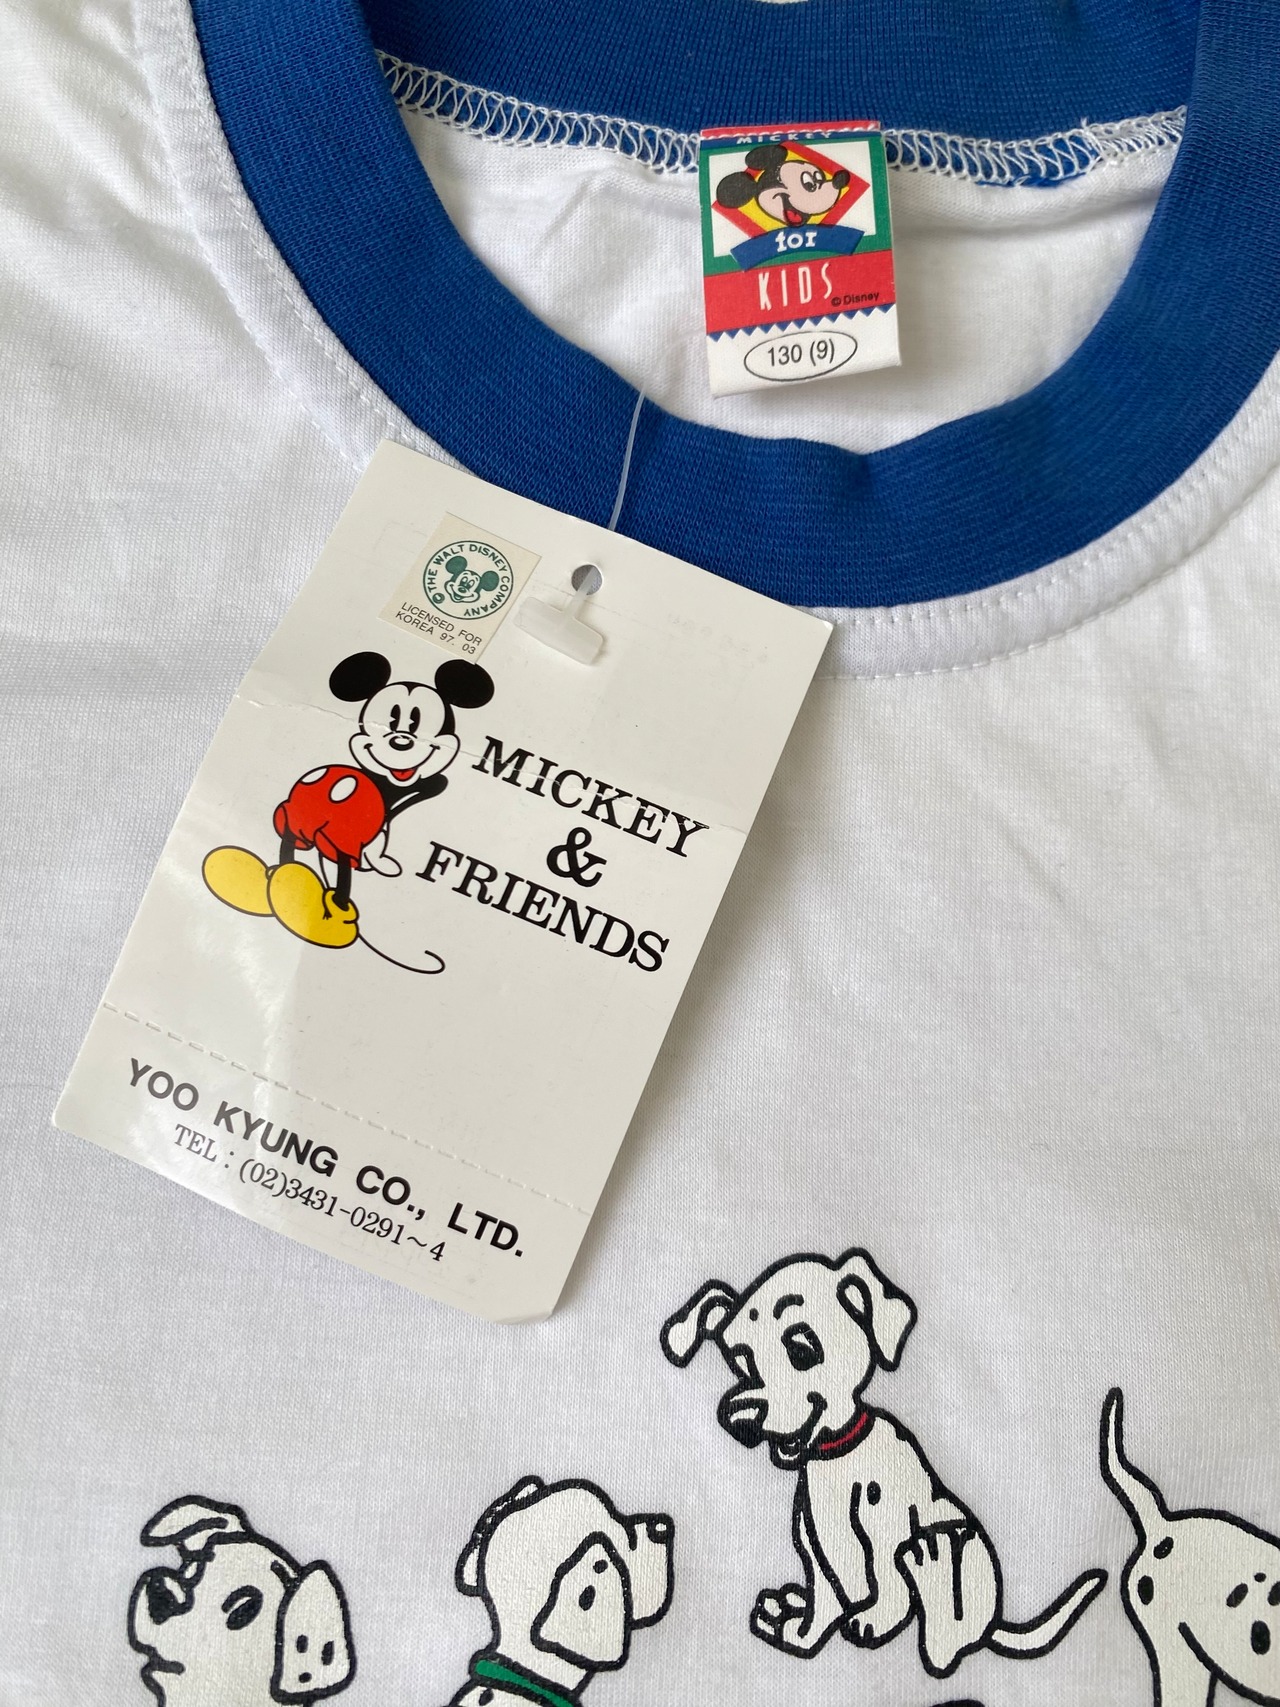 MICKEY
for
KIDS
© Disney
130 (9)
© THE WALT DISNEY COMPANY
LICENSED FOR
KOREA 97. 03
MICKEY
&
FRIENDS
YOO KYUNG CO., LTD.
TEL : (02)3431-0291~4